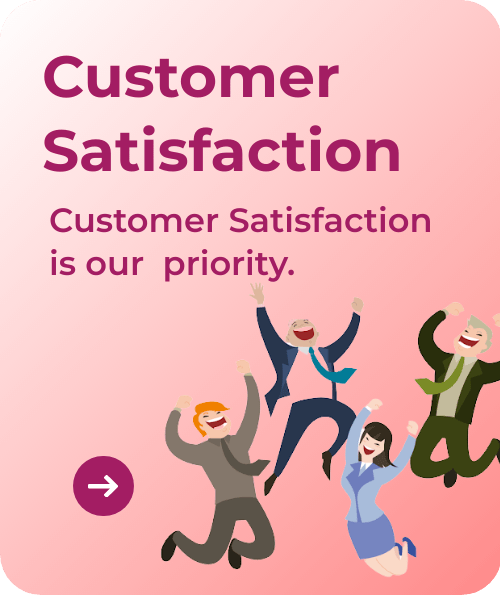 Customer
Satisfaction
Customer Satisfaction
is our  priority.